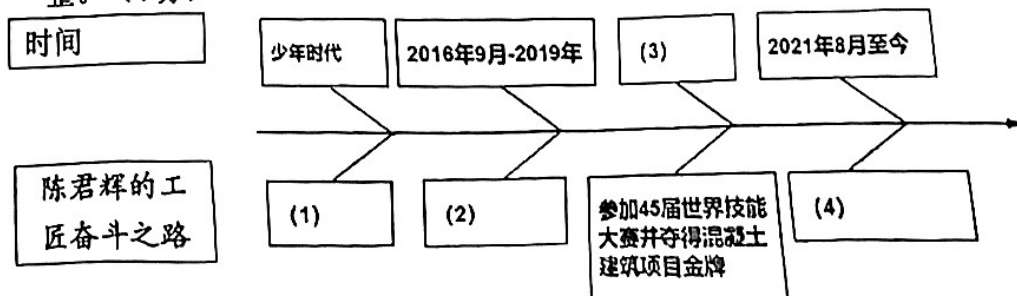 时间
少年时代
2016年9月-2019年
(3)
2021年8月至今
陈君辉的工
匠奋斗之路
(1)
(2)
参加45届世界技能
大赛并夺得混凝土
建筑项目金牌
(4)